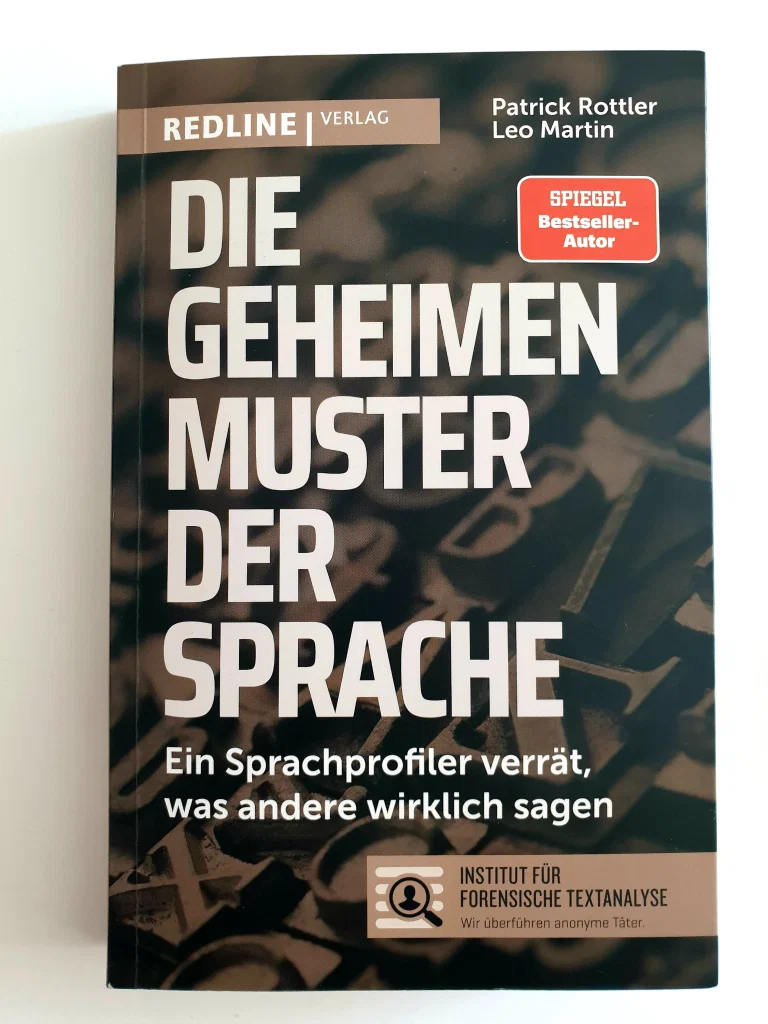 REDLINE | VERLAG
Patrick Rottler
Leo Martin
SPIEGEL
Bestseller-
Autor
DIE
GEHEIMEN
MUSTER
DER
SPRACHE
Ein Sprachprofiler verrät,
was andere wirklich sagen
INSTITUT FÜR
FORENSISCHE TEXTANALYSE
Wir überführen anonyme Täter.